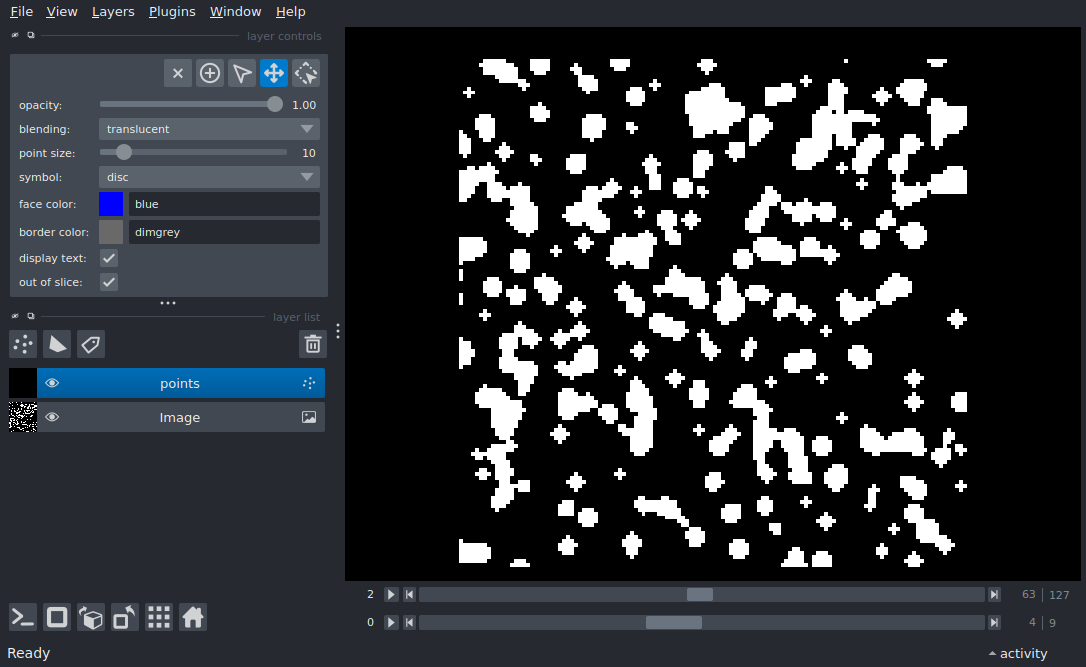 File View Layers Plugins Window Help
layer controls
opacity: 1.00
blending: translucent
point size: 10
symbol: disc
face color: blue
border color: dimgrey
display text:
out of slice:
layer list
points
Image
2 63 127
0 4 9
Ready activity